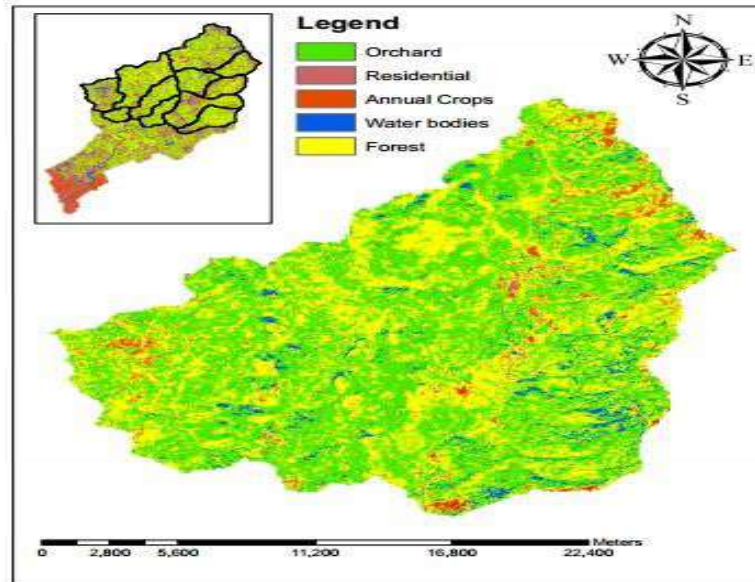 Legend
Orchard
Residential
Annual Crops
Water bodies
Forest
N
W E
S
Meters
0 2,800 5,600 11,200 16,800 22,400